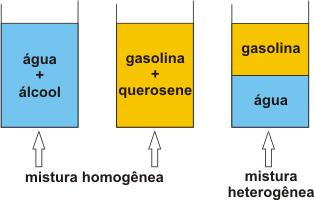 água
+
álcool
gasolina
+
querosene
gasolina
água
mistura homogênea
mistura
heterogênea